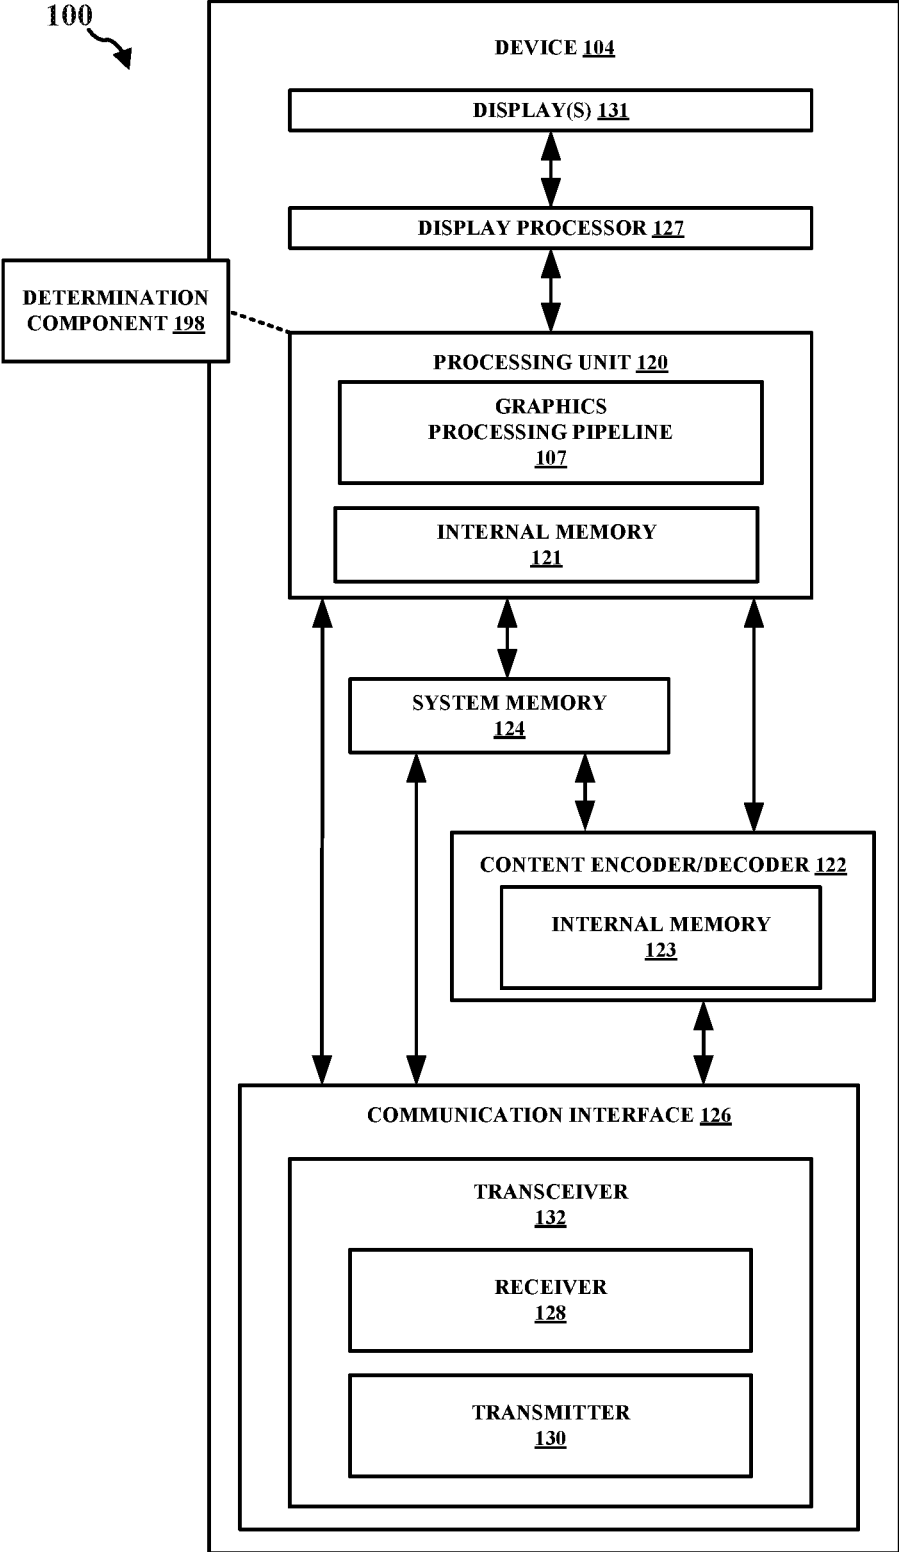 100
DEVICE 104
DISPLAY(S) 131
DISPLAY PROCESSOR 127
DETERMINATION
COMPONENT 198
PROCESSING UNIT 120
GRAPHICS
PROCESSING PIPELINE
107
INTERNAL MEMORY
121
SYSTEM MEMORY
124
CONTENT ENCODER/DECODER 122
INTERNAL MEMORY
123
COMMUNICATION INTERFACE 126
TRANSCEIVER
132
RECEIVER
128
TRANSMITTER
130